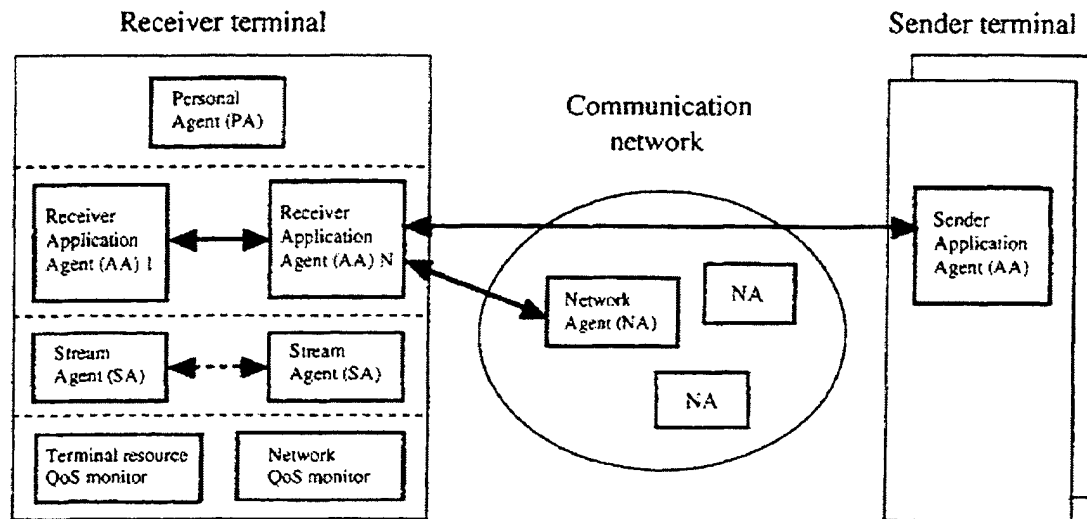 Receiver terminal
Sender terminal
Personal
Agent (PA)
Communication
network
Receiver
Application
Agent (AA) 1
Receiver
Application
Agent (AA) N
Sender
Application
Agent (AA)
Network
Agent (NA)
NA
NA
Stream
Agent (SA)
Stream
Agent (SA)
Terminal resource
QoS monitor
Network
QoS monitor